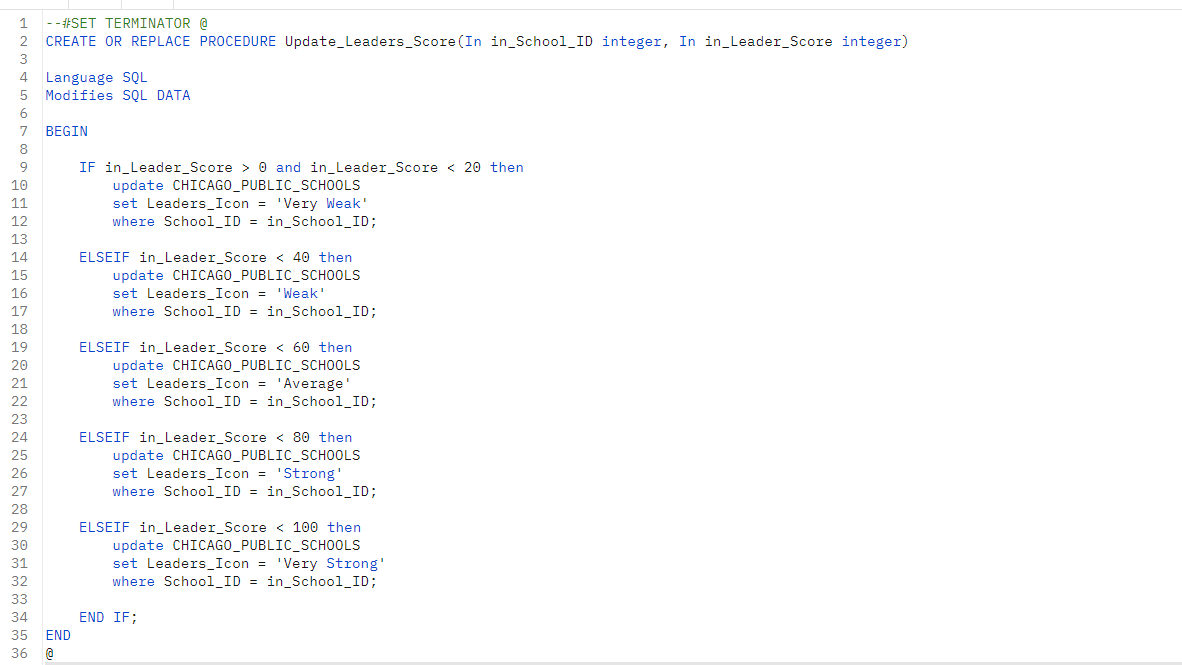 1 --#SET TERMINATOR @
2 CREATE OR REPLACE PROCEDURE Update_Leaders_Score(In in_School_ID integer, In in_Leader_Score integer)
3
4 Language SQL
5 Modifies SQL DATA
6
7 BEGIN
8
9 IF in_Leader_Score > 0 and in_Leader_Score < 20 then
10 update CHICAGO_PUBLIC_SCHOOLS
11 set Leaders_Icon = 'Very Weak'
12 where School_ID = in_School_ID;
13
14 ELSEIF in_Leader_Score < 40 then
15 update CHICAGO_PUBLIC_SCHOOLS
16 set Leaders_Icon = 'Weak'
17 where School_ID = in_School_ID;
18
19 ELSEIF in_Leader_Score < 60 then
20 update CHICAGO_PUBLIC_SCHOOLS
21 set Leaders_Icon = 'Average'
22 where School_ID = in_School_ID;
23
24 ELSEIF in_Leader_Score < 80 then
25 update CHICAGO_PUBLIC_SCHOOLS
26 set Leaders_Icon = 'Strong'
27 where School_ID = in_School_ID;
28
29 ELSEIF in_Leader_Score < 100 then
30 update CHICAGO_PUBLIC_SCHOOLS
31 set Leaders_Icon = 'Very Strong'
32 where School_ID = in_School_ID;
33
34 END IF;
35 END
36 @